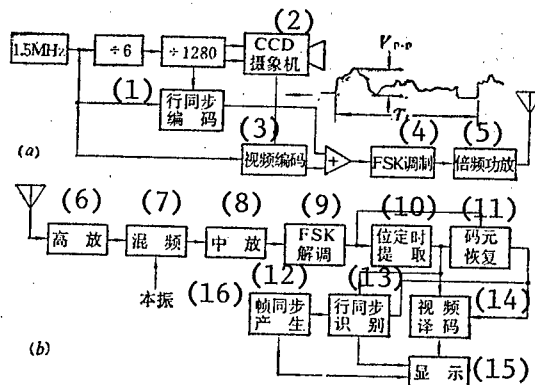 1.5MHz
÷6
÷1280
(2)
CCD
摄象机
V p-p
(1)
行同步
编码
(3)
视频编码
+
T
(4)
FSK调制
(5)
倍频功放
(a)
(6)
高放
(7)
混频
本振
(8)
中放
(9)
FSK
解调
(10)
位定时
提取
(11)
码元
恢复
(16)
(12)
帧同步
产生
(13)
行同步
识别
视频
译码
(14)
显示
(15)
(b)